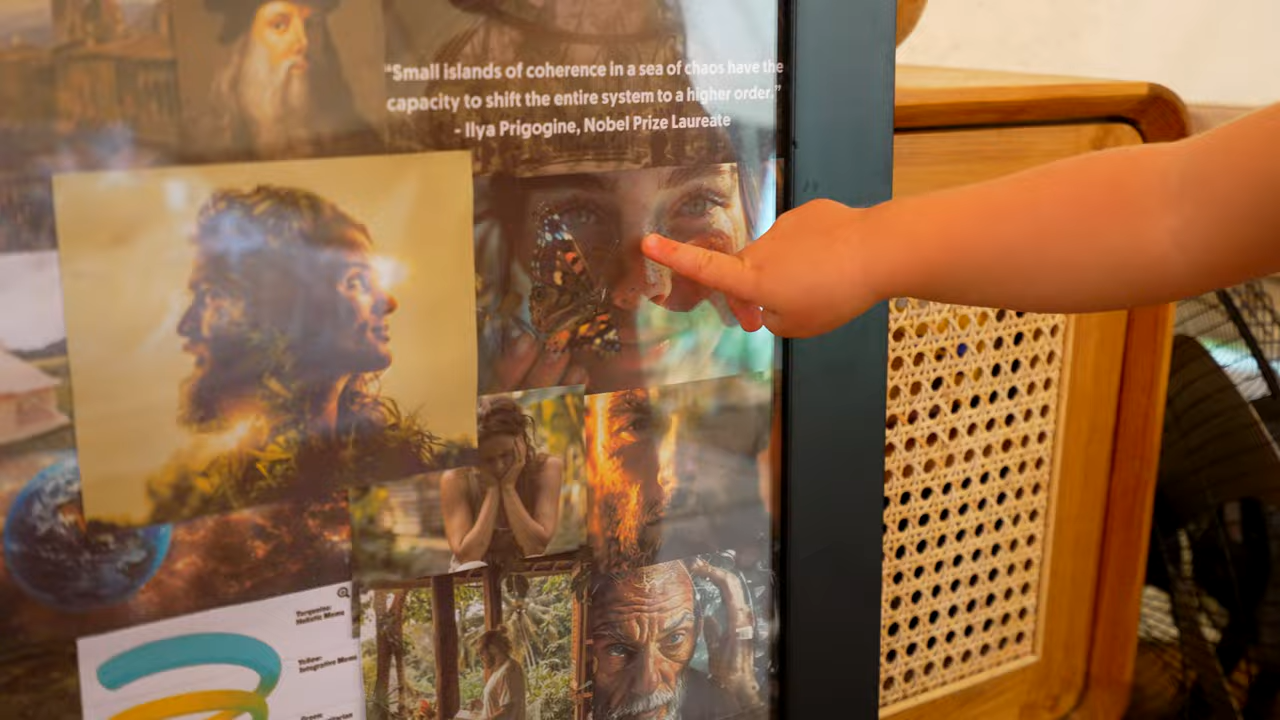 “Small islands of coherence in a sea of chaos have the
capacity to shift the entire system to a higher order.”
- Ilya Prigogine, Nobel Prize Laureate
Turquoise:
Holistic Meme
Yellow:
Integrative Meme
Green: